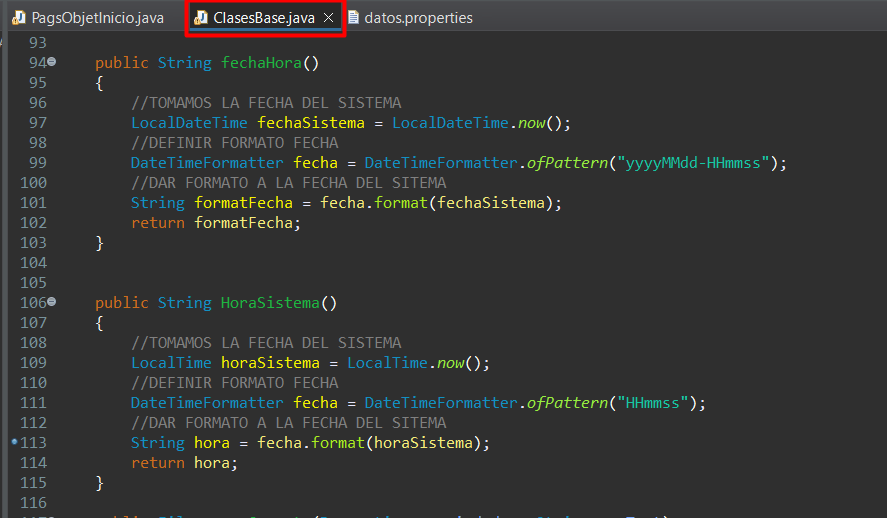 PagsObjetInicio.java ClasesBase.java datos.properties
93
94 public String fechaHora()
95 {
96 //TOMAMOS LA FECHA DEL SISTEMA
97 LocalDateTime fechaSistema = LocalDateTime.now();
98 //DEFINIR FORMATO FECHA
99 DateTimeFormatter fecha = DateTimeFormatter.ofPattern("yyyyMMdd-HHmmss");
100 //DAR FORMATO A LA FECHA DEL SITEMA
101 String formatFecha = fecha.format(fechaSistema);
102 return formatFecha;
103 }
104
105
106 public String HoraSistema()
107 {
108 //TOMAMOS LA FECHA DEL SISTEMA
109 LocalTime horaSistema = LocalTime.now();
110 //DEFINIR FORMATO FECHA
111 DateTimeFormatter fecha = DateTimeFormatter.ofPattern("HHmmss");
112 //DAR FORMATO A LA FECHA DEL SITEMA
113 String hora = fecha.format(horaSistema);
114 return hora;
115 }
116